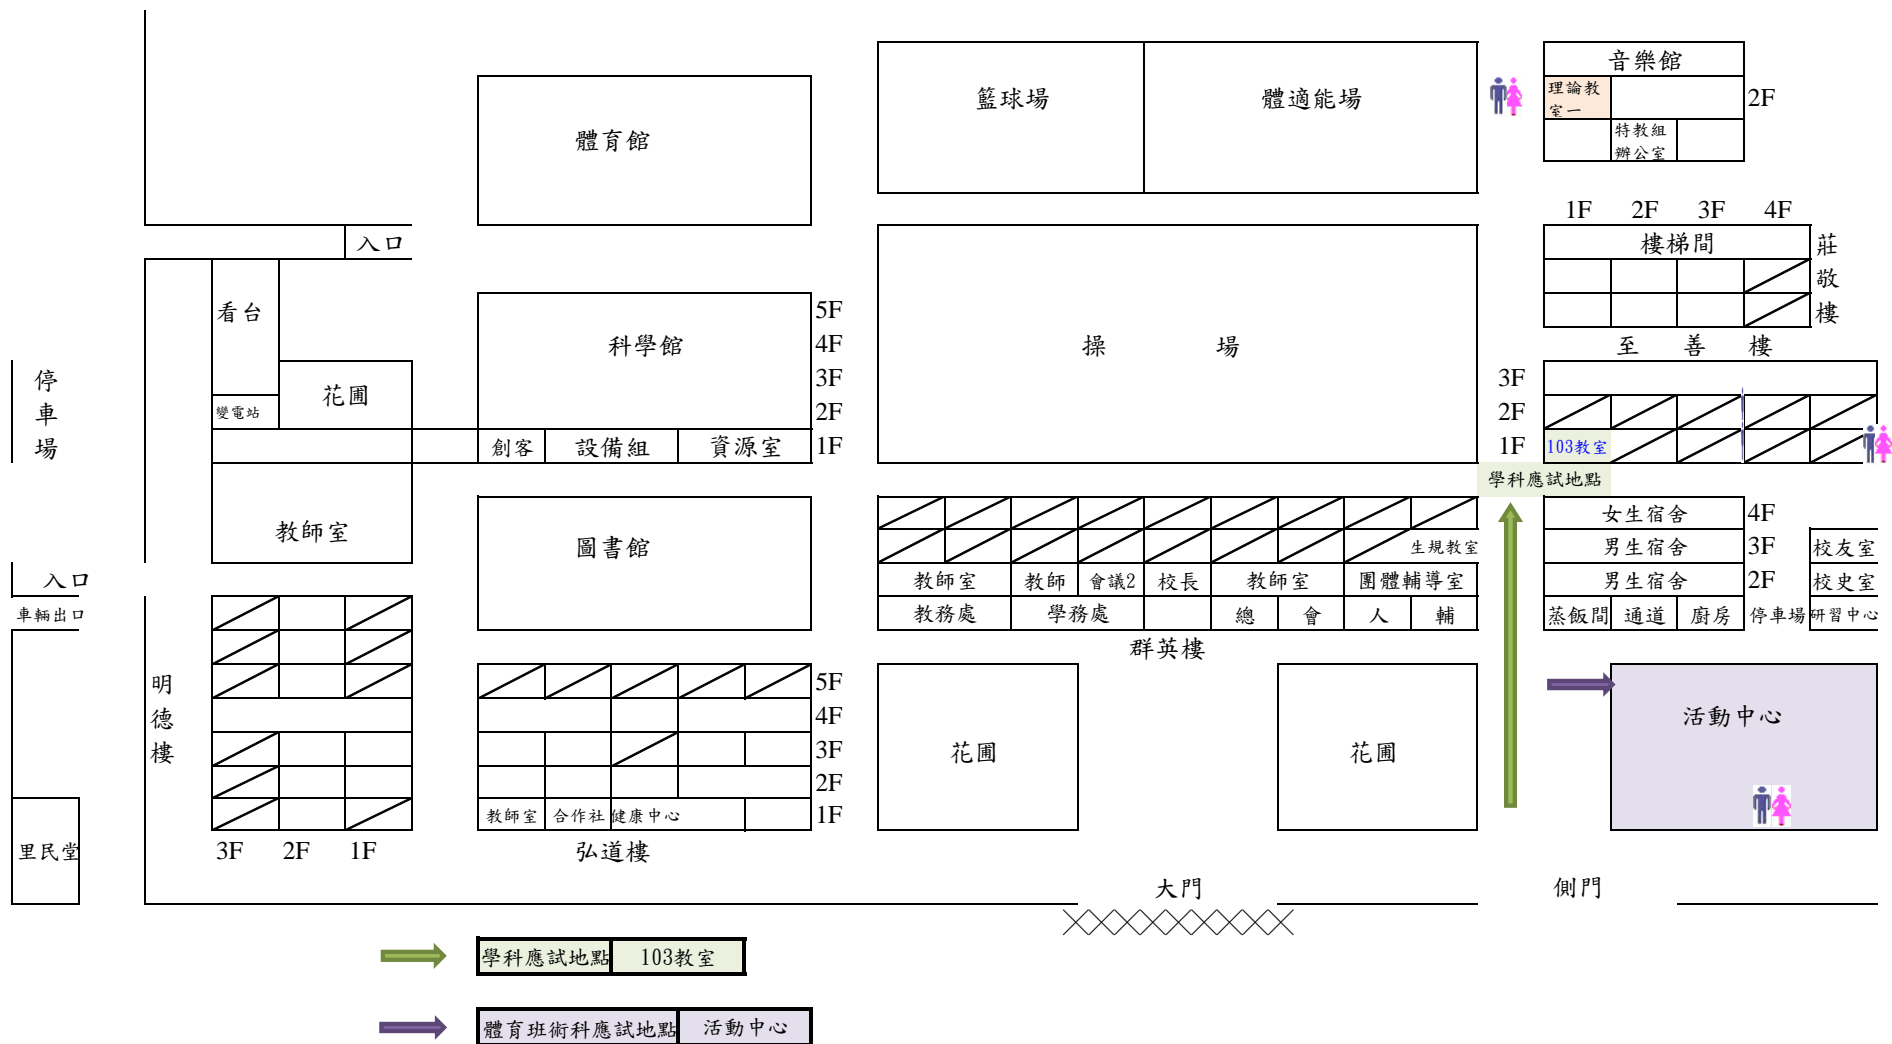 音樂館
籃球場 體適能場
理論教
室一
2F
體育館
特教組
辦公室
1F 2F 3F 4F
入口
樓梯間
莊敬樓
看台
5F
科學館
4F
操 場
至善樓
停車場
花圃
3F
3F
變電站
2F
2F
創客 設備組 資源室 1F
1F 103教室
學科應試地點
教師室
圖書館
女生宿舍 4F
生規教室
男生宿舍 3F 校友室
入口
教師室 教師 會議2 校長 教師室 團體輔導室
男生宿舍 2F 校史室
車輛出口
教務處 學務處 總 會 人 輔
蒸飯間 通道 廚房 停車場 研習中心
群英樓
明德樓
5F
4F
活動中心
3F
花圃 花圃
2F
教師室 合作社 健康中心 1F
里民堂
3F 2F 1F
弘道樓
大門 側門
學科應試地點 103教室
體育班術科應試地點 活動中心